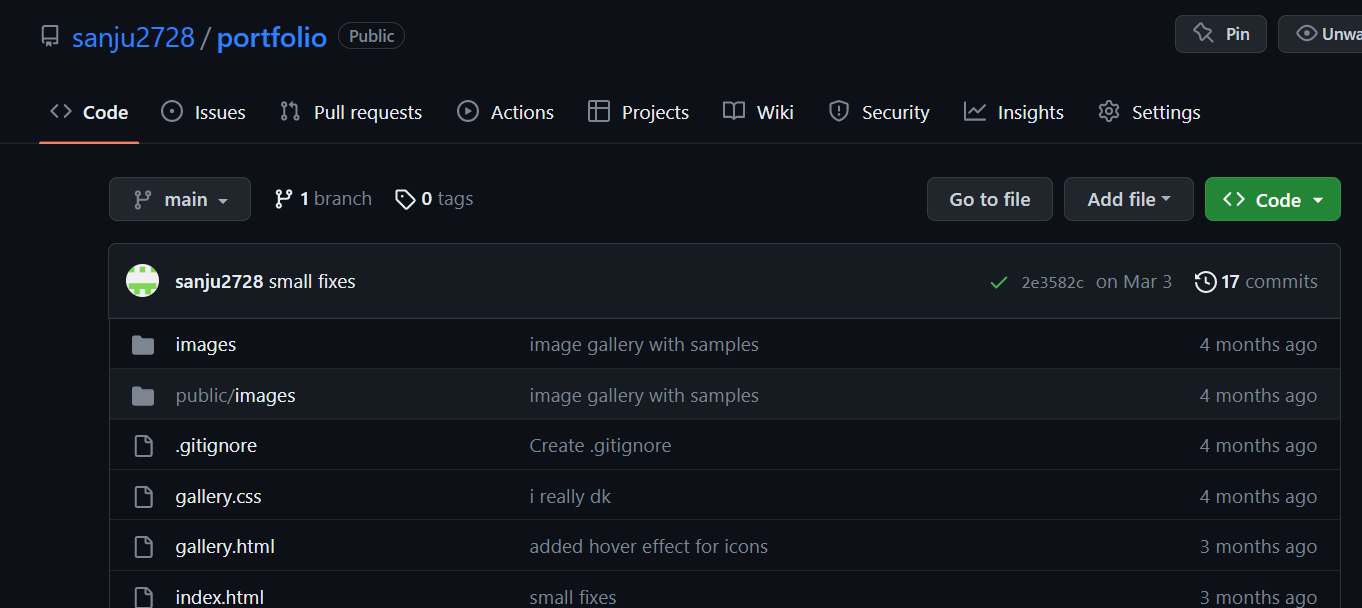 sanju2728 / portfolio Public Pin Unwa
Code Issues Pull requests Actions Projects Wiki Security Insights Settings
main 1 branch 0 tags Go to file Add file Code
sanju2728 small fixes 2e3582c on Mar 3 17 commits
images image gallery with samples 4 months ago
public/images image gallery with samples 4 months ago
.gitignore Create .gitignore 4 months ago
gallery.css i really dk 4 months ago
gallery.html added hover effect for icons 3 months ago
index.html small fixes 3 months ago